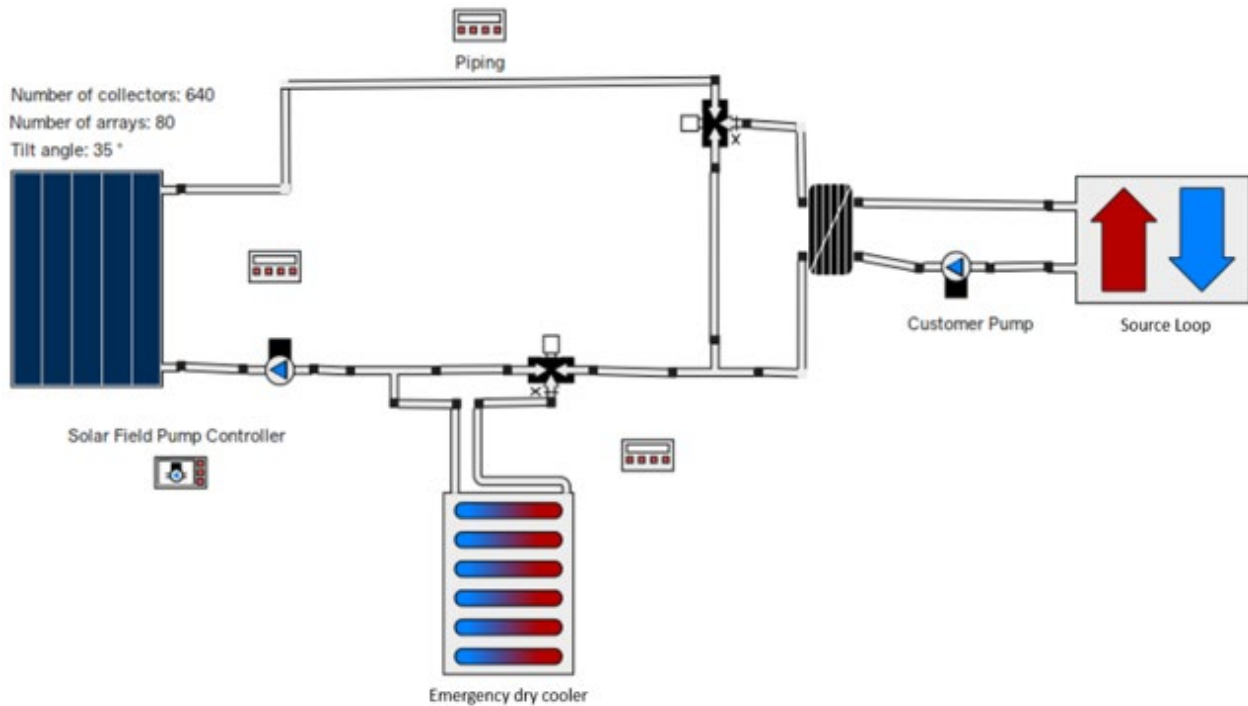 Piping
Number of collectors: 640
Number of arrays: 80
Tilt angle: 35 °
Customer Pump
Source Loop
Solar Field Pump Controller
Emergency dry cooler